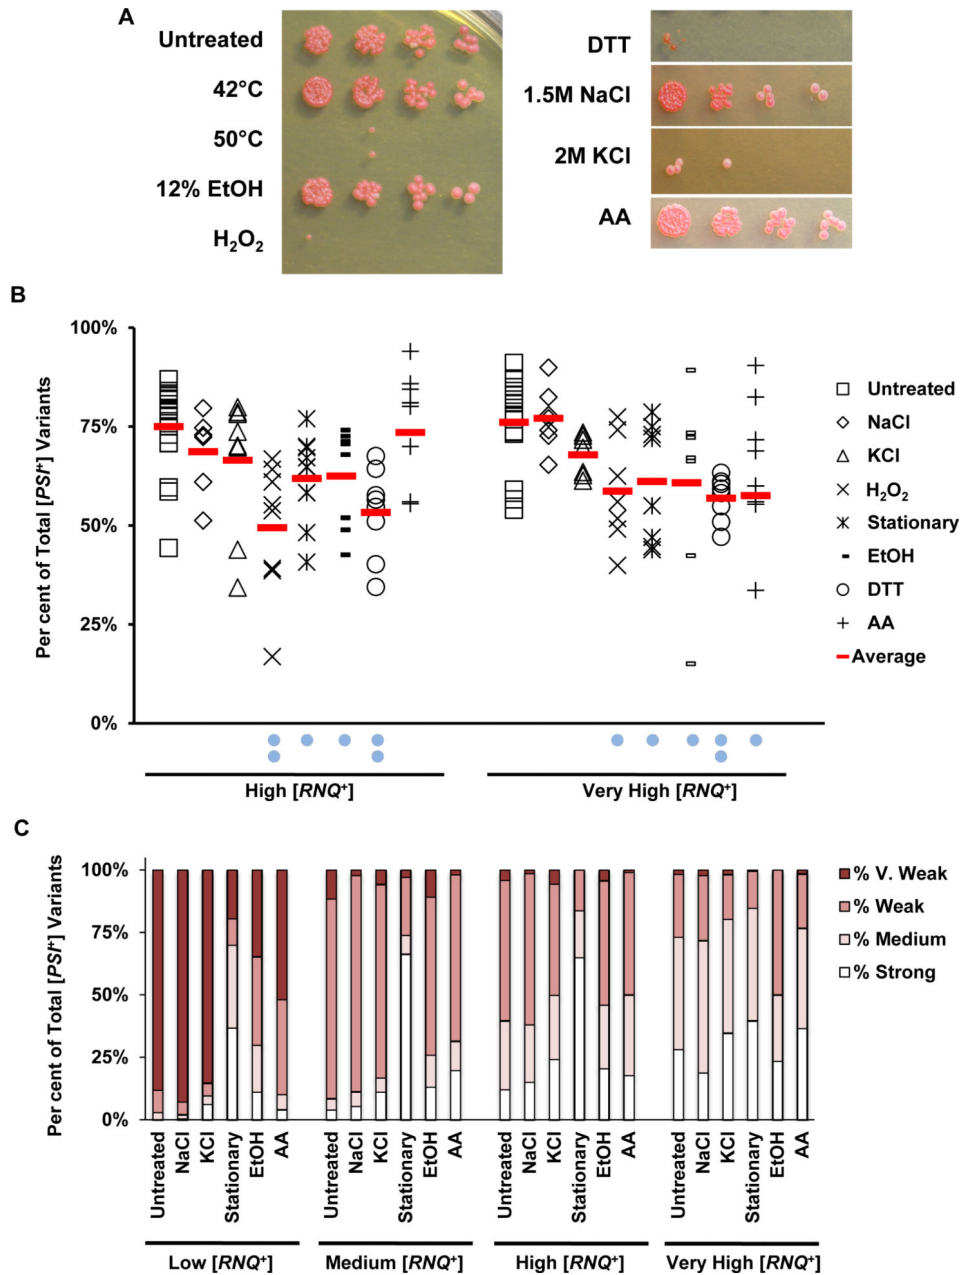 A
Untreated
42°C
50°C
12% EtOH
H₂O₂
DTT
1.5M NaCl
2M KCl
AA
B
Per cent of Total [PSI⁺] Variants
100%
75%
50%
25%
0%
High [RNQ⁺]
Very High [RNQ⁺]
Untreated
NaCl
KCl
H₂O₂
Stationary
EtOH
DTT
AA
Average
C
Per cent of Total [PSI⁺] Variants
100%
75%
50%
25%
0%
Untreated
NaCl
KCl
Stationary
EtOH
AA
Untreated
NaCl
KCl
Stationary
EtOH
AA
Untreated
NaCl
KCl
Stationary
EtOH
AA
Untreated
NaCl
KCl
Stationary
EtOH
AA
Low [RNQ⁺]
Medium [RNQ⁺]
High [RNQ⁺]
Very High [RNQ⁺]
% V. Weak
% Weak
% Medium
% Strong